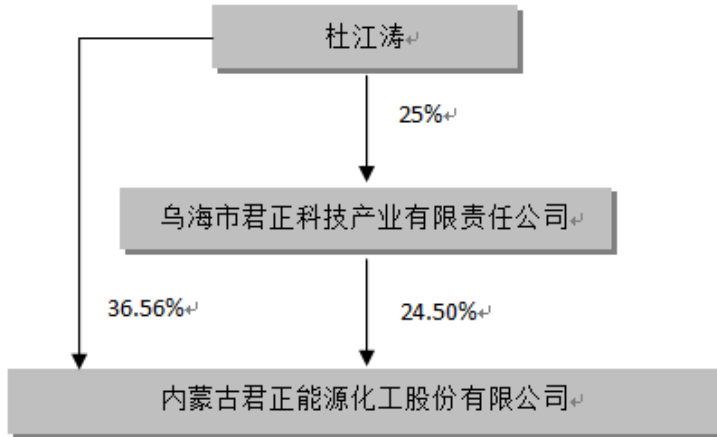 杜江涛
25%
乌海市君正科技产业有限责任公司
36.56%
24.50%
内蒙古君正能源化工股份有限公司